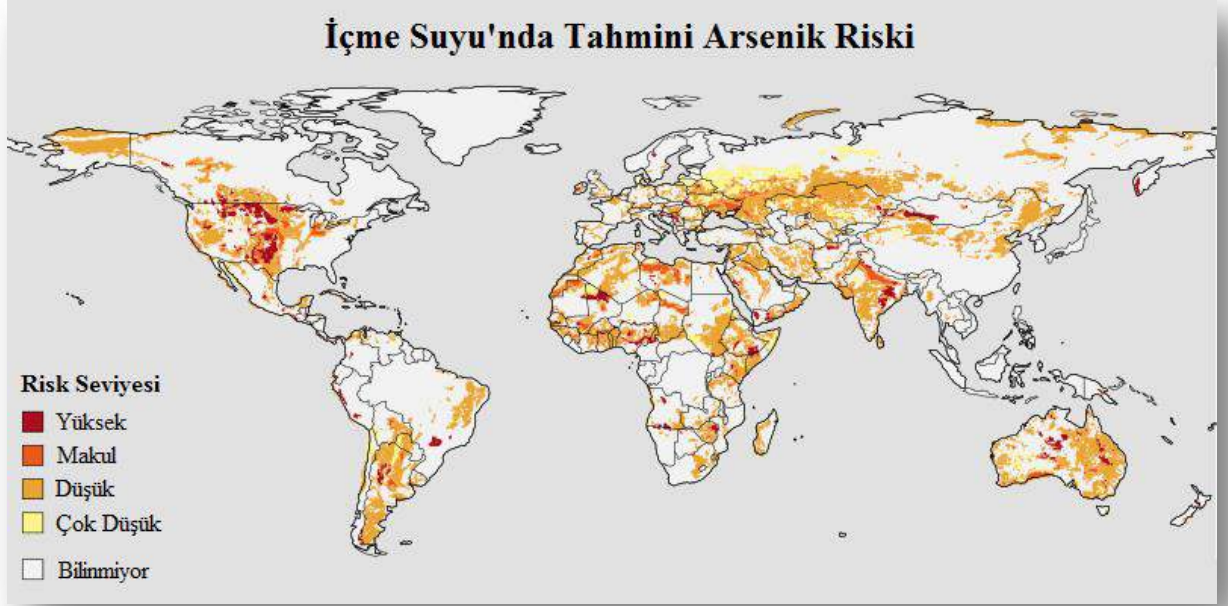 İçme Suyu'nda Tahmini Arsenik Riski
Risk Seviyesi
Yüksek
Makul
Düşük
Çok Düşük
Bilinmiyor